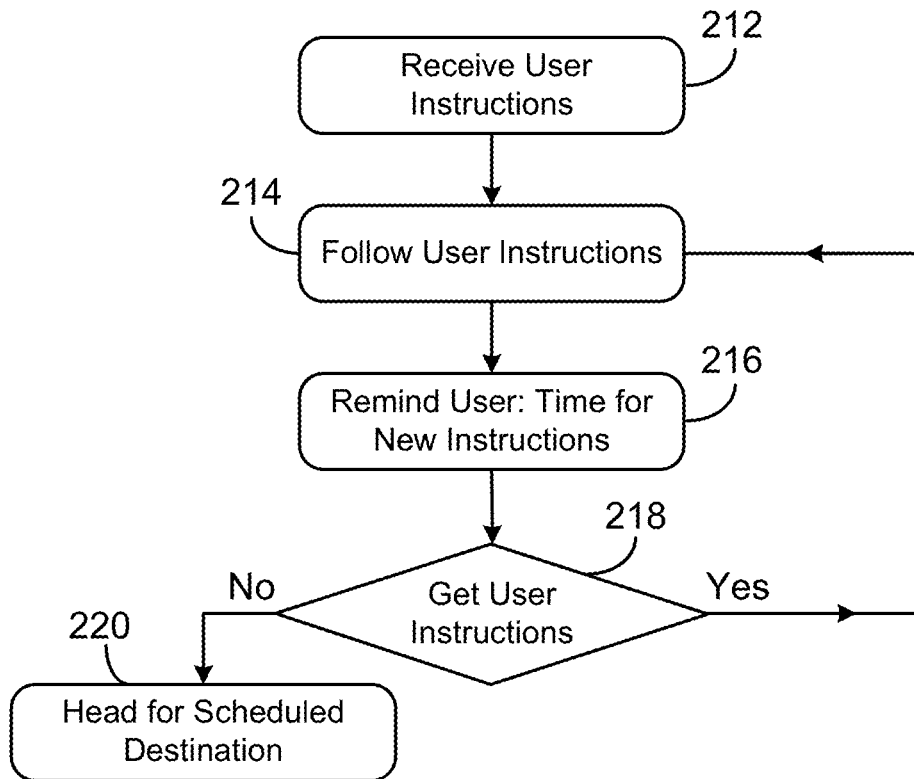 212
Receive User
Instructions
214
Follow User Instructions
216
Remind User: Time for
New Instructions
218
No
Get User
Instructions
Yes
220
Head for Scheduled
Destination